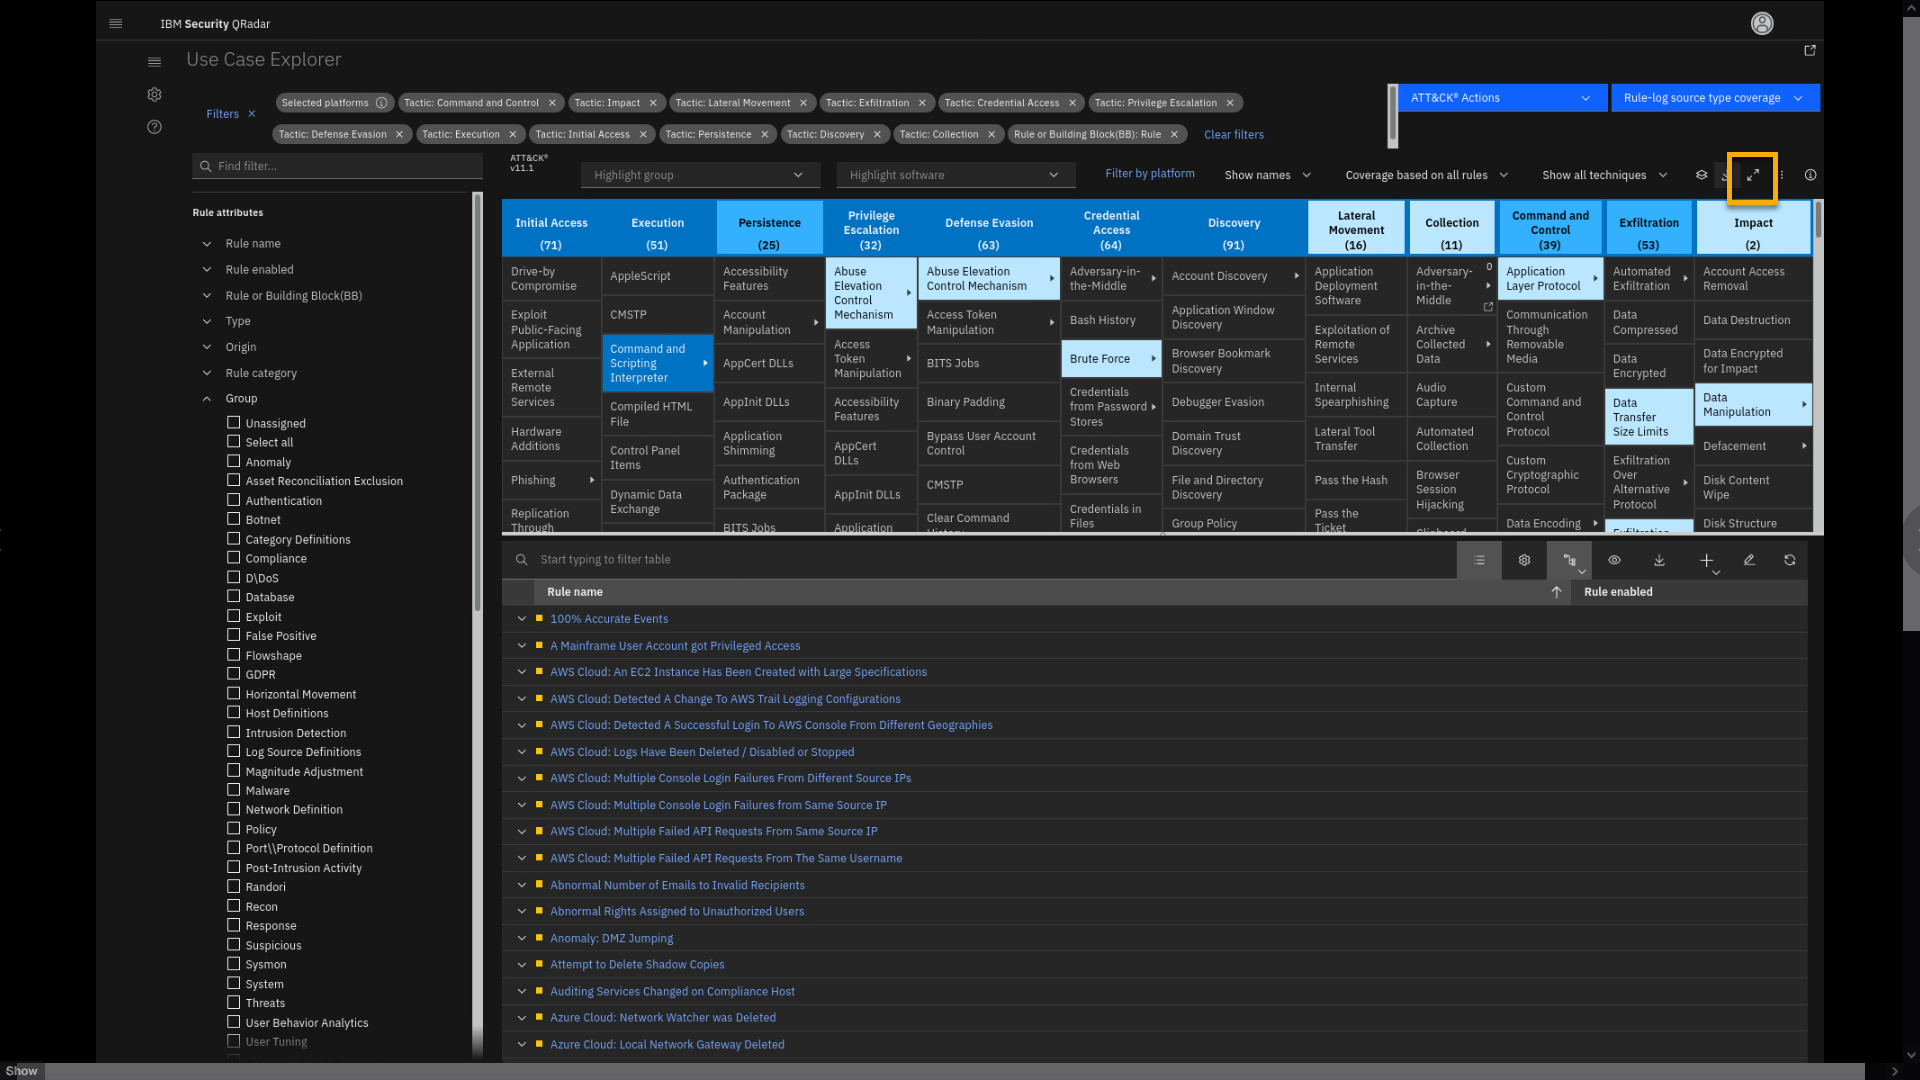 IBM Security QRadar
Use Case Explorer
Filters
Selected platforms
Tactic: Command and Control
Tactic: Impact
Tactic: Lateral Movement
Tactic: Exfiltration
Tactic: Credential Access
Tactic: Privilege Escalation
Tactic: Defense Evasion
Tactic: Execution
Tactic: Initial Access
Tactic: Persistence
Tactic: Discovery
Tactic: Collection
Rule or Building Block(BB): Rule
Clear filters
ATT&CK® Actions
Rule-log source type coverage
Find filter...
ATT&CK®
v11.1
Highlight group
Highlight software
Filter by platform
Show names
Coverage based on all rules
Show all techniques
Rule attributes
Rule name
Rule enabled
Rule or Building Block(BB)
Type
Origin
Rule category
Group
Unassigned
Select all
Anomaly
Asset Reconciliation Exclusion
Authentication
Botnet
Category Definitions
Compliance
D\DoS
Database
Exploit
False Positive
Flowshape
GDPR
Horizontal Movement
Host Definitions
Intrusion Detection
Log Source Definitions
Magnitude Adjustment
Malware
Network Definition
Policy
Port\\Protocol Definition
Post-Intrusion Activity
Randori
Recon
Response
Suspicious
Sysmon
System
Threats
User Behavior Analytics
User Tuning
Initial Access
(71)
Drive-by
Compromise
Exploit
Public-Facing
Application
External
Remote
Services
Hardware
Additions
Phishing
Replication
Through
Execution
(51)
AppleScript
CMSTP
Command and
Scripting
Interpreter
Compiled HTML
File
Control Panel
Items
Dynamic Data
Exchange
Persistence
(25)
Accessibility
Features
Account
Manipulation
AppCert DLLs
AppInit DLLs
Application
Shimming
Authentication
Package
BITS Jobs
Privilege
Escalation
(32)
Abuse
Elevation
Control
Mechanism
Access
Token
Manipulation
Accessibility
Features
AppCert
DLLs
AppInit DLLs
Application
Defense Evasion
(63)
Abuse Elevation
Control Mechanism
Access Token
Manipulation
BITS Jobs
Binary Padding
Bypass User Account
Control
CMSTP
Clear Command
History
Credential
Access
(64)
Adversary-in-
the-Middle
Bash History
Brute Force
Credentials
from Password
Stores
Credentials
from Web
Browsers
Credentials in
Files
Discovery
(91)
Account Discovery
Application Window
Discovery
Browser Bookmark
Discovery
Debugger Evasion
Domain Trust
Discovery
File and Directory
Discovery
Group Policy
Lateral
Movement
(16)
Application
Deployment
Software
Exploitation of
Remote
Services
Internal
Spearphishing
Lateral Tool
Transfer
Pass the Hash
Pass the
Ticket
Collection
(11)
Adversary-
in-the-
Middle
0
Archive
Collected
Data
Audio
Capture
Automated
Collection
Browser
Session
Hijacking
Clipboard
Command and
Control
(39)
Application
Layer Protocol
Communication
Through
Removable
Media
Custom
Command and
Control
Protocol
Custom
Cryptographic
Protocol
Data Encoding
Exfiltration
(53)
Automated
Exfiltration
Data
Compressed
Data
Encrypted
Data
Transfer
Size Limits
Exfiltration
Over
Alternative
Protocol
Exfiltration
Impact
(2)
Account Access
Removal
Data Destruction
Data Encrypted
for Impact
Data
Manipulation
Defacement
Disk Content
Wipe
Disk Structure
Start typing to filter table
Rule name
Rule enabled
100% Accurate Events
A Mainframe User Account got Privileged Access
AWS Cloud: An EC2 Instance Has Been Created with Large Specifications
AWS Cloud: Detected A Change To AWS Trail Logging Configurations
AWS Cloud: Detected A Successful Login To AWS Console From Different Geographies
AWS Cloud: Logs Have Been Deleted / Disabled or Stopped
AWS Cloud: Multiple Console Login Failures From Different Source IPs
AWS Cloud: Multiple Console Login Failures from Same Source IP
AWS Cloud: Multiple Failed API Requests From Same Source IP
AWS Cloud: Multiple Failed API Requests From The Same Username
Abnormal Number of Emails to Invalid Recipients
Abnormal Rights Assigned to Unauthorized Users
Anomaly: DMZ Jumping
Attempt to Delete Shadow Copies
Auditing Services Changed on Compliance Host
Azure Cloud: Network Watcher was Deleted
Azure Cloud: Local Network Gateway Deleted
Show